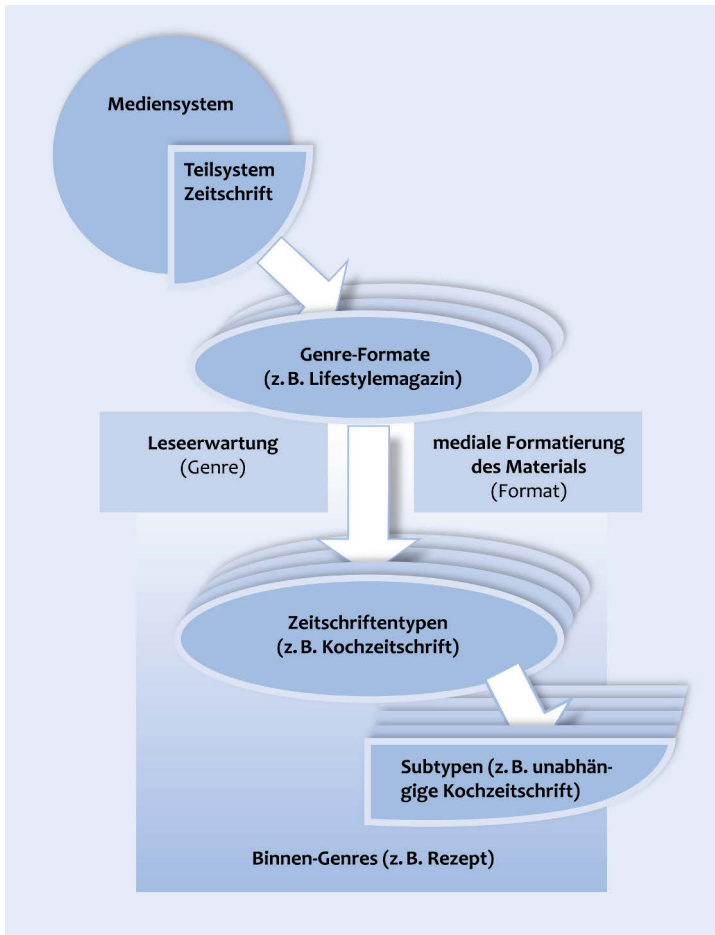 Mediensystem
Teilsystem
Zeitschrift
Genre-Formate
(z. B. Lifestylemagazin)
Leseerwartung
(Genre)
mediale Formatierung
des Materials
(Format)
Zeitschriftentypen
(z. B. Kochzeitschrift)
Subtypen (z. B. unabhän-
gige Kochzeitschrift)
Binnen-Genres (z. B. Rezept)